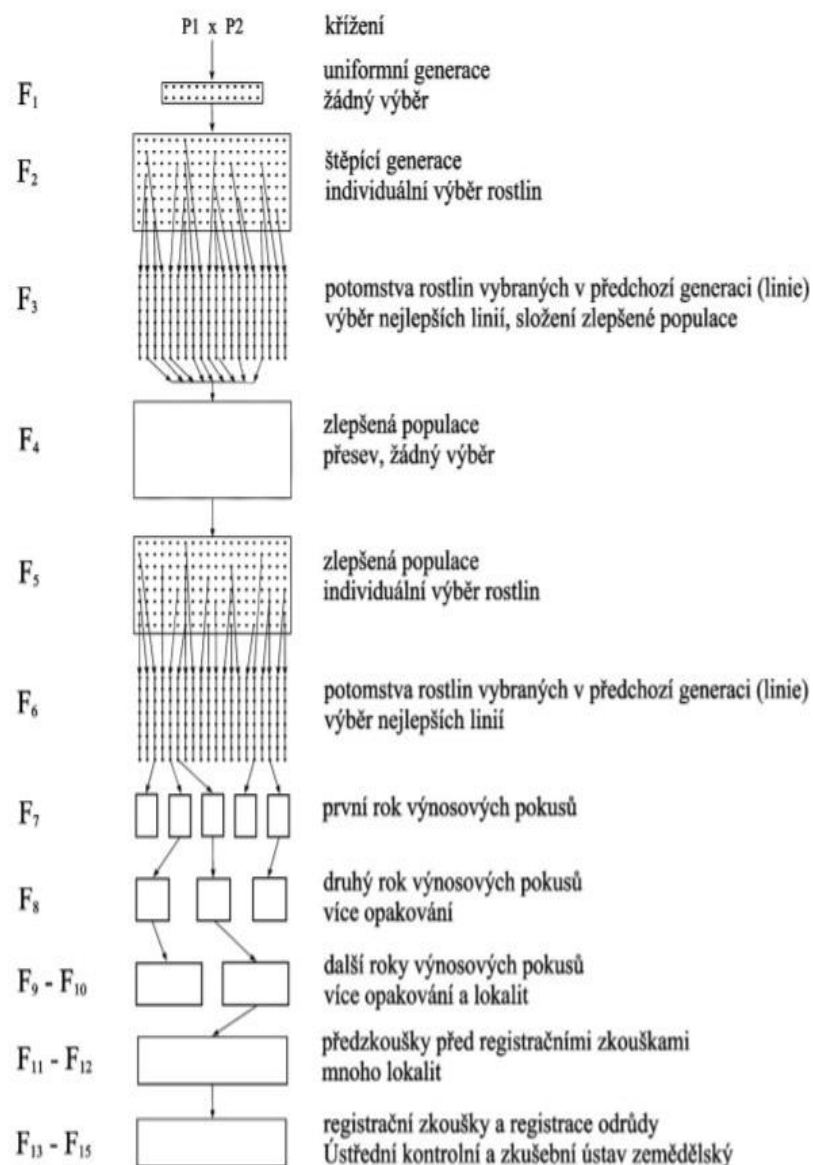 P1 x P2 křížení
F₁ uniformní generace
žádný výběr
F₂ štěpící generace
individuální výběr rostlin
F₃ potomstva rostlin vybraných v předchozí generaci (linie)
výběr nejlepších linií, složení zlepšené populace
F₄ zlepšená populace
přesev, žádný výběr
F₅ zlepšená populace
individuální výběr rostlin
F₆ potomstva rostlin vybraných v předchozí generaci (linie)
výběr nejlepších linií
F₇ první rok výnosových pokusů
F₈ druhý rok výnosových pokusů
více opakování
F₉ - F₁₀ další roky výnosových pokusů
více opakování a lokalit
F₁₁ - F₁₂ předzkoušky před registračními zkouškami
mnoho lokalit
F₁₃ - F₁₅ registrační zkoušky a registrace odrůdy
Ústřední kontrolní a zkušební ústav zemědělský